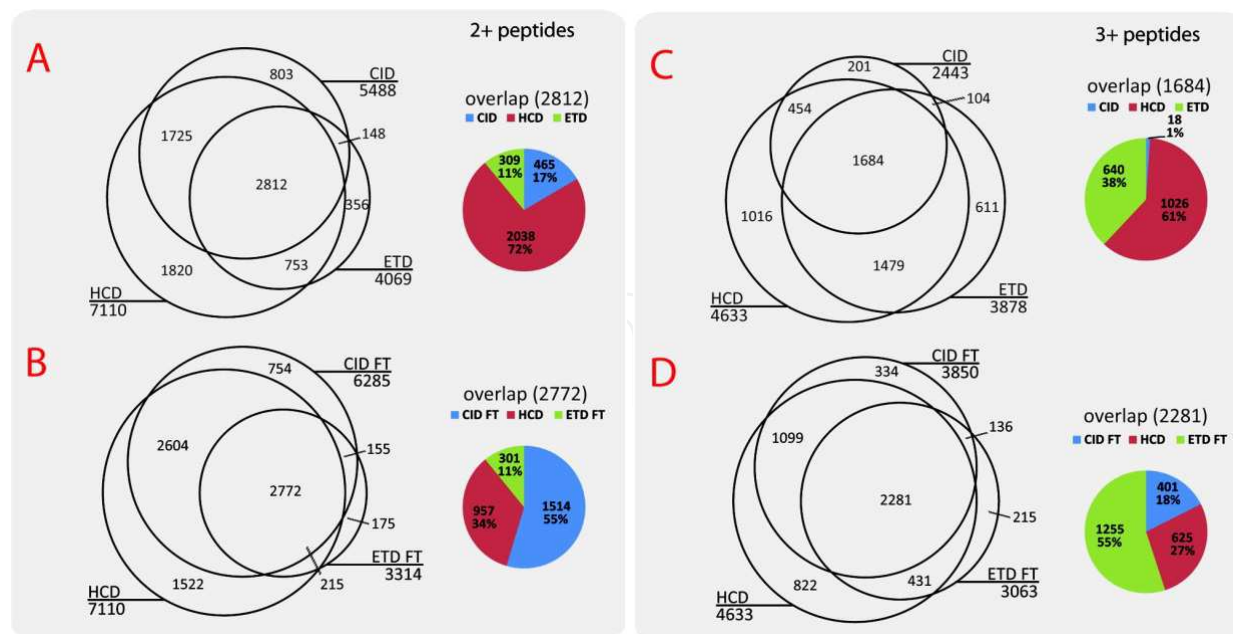 A
2+ peptides
803
CID
5488
1725
148
2812
356
753
1820
ETD
4069
HCD
7110
overlap (2812)
CID HCD ETD
309
11%
465
17%
2038
72%
B
754
CID FT
6285
2604
155
2772
175
1522
215
ETD FT
3314
HCD
7110
overlap (2772)
CID FT HCD ETD FT
301
11%
957
34%
1514
55%
C
3+ peptides
201
CID
2443
454
104
1684
1016
611
1479
ETD
3878
HCD
4633
overlap (1684)
CID HCD ETD
18
1%
640
38%
1026
61%
D
334
CID FT
3850
1099
136
2281
215
822
431
ETD FT
3063
HCD
4633
overlap (2281)
CID FT HCD ETD FT
401
18%
1255
55%
625
27%